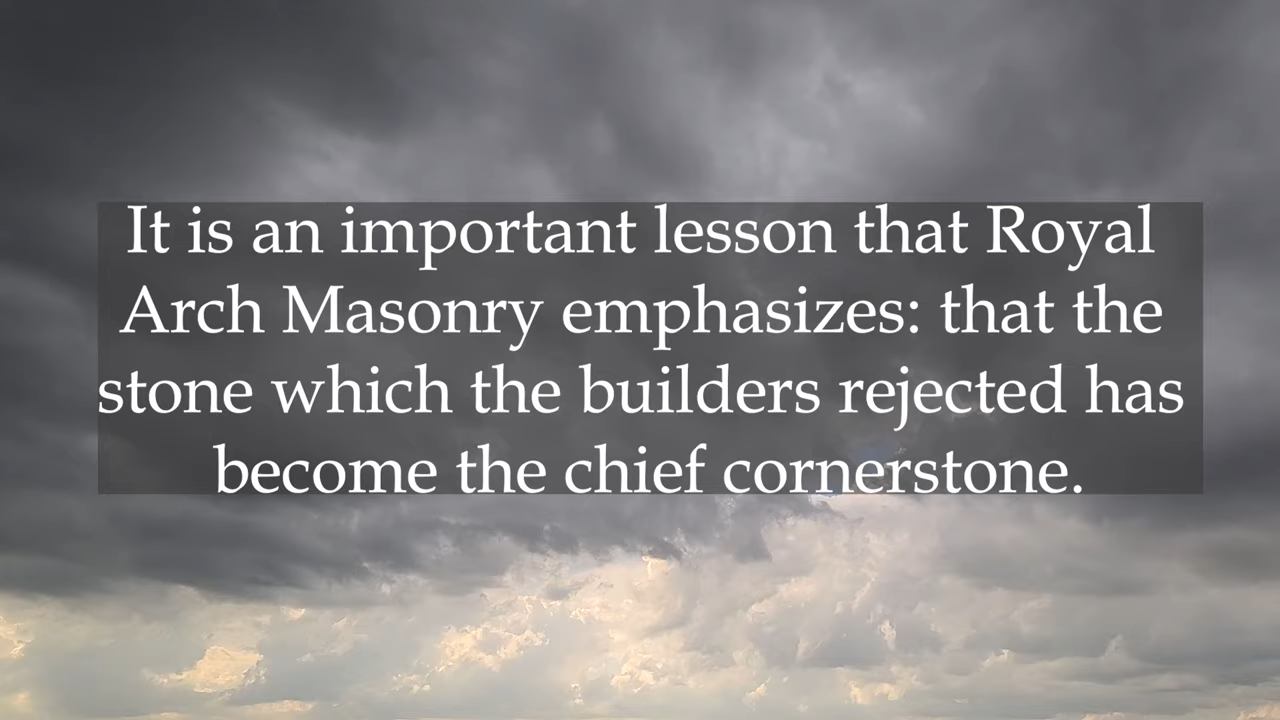 It is an important lesson that Royal
Arch Masonry emphasizes: that the
stone which the builders rejected has
become the chief cornerstone.